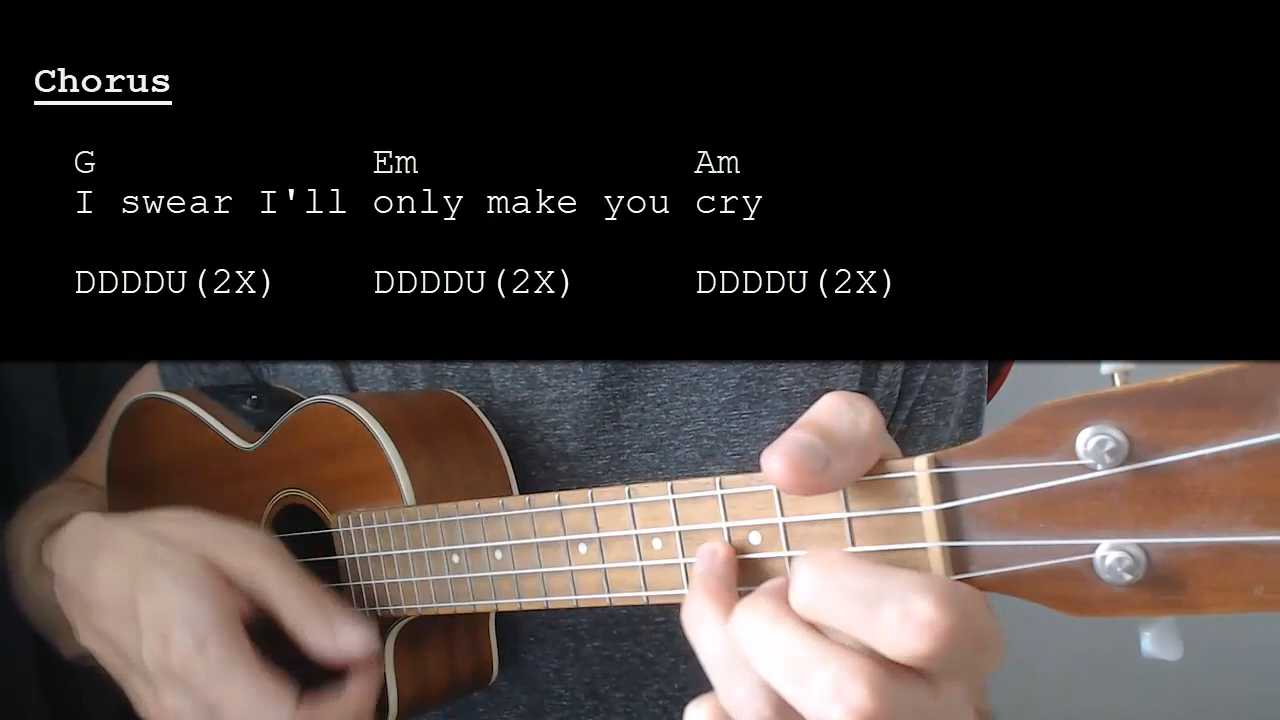 Chorus
G Em Am
I swear I'll only make you cry
DDDDU(2X) DDDDU(2X) DDDDU(2X)